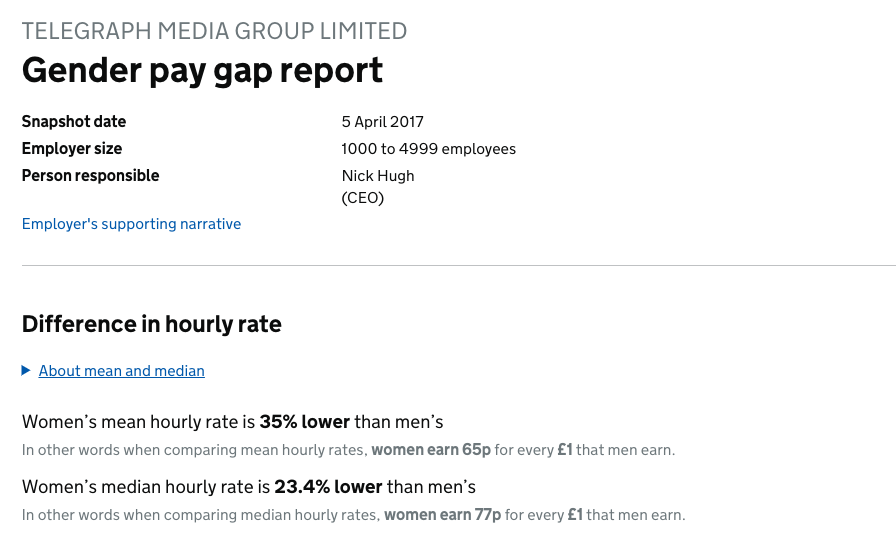 TELEGRAPH MEDIA GROUP LIMITED
Gender pay gap report
Snapshot date 5 April 2017
Employer size 1000 to 4999 employees
Person responsible Nick Hugh
(CEO)
Employer's supporting narrative
Difference in hourly rate
About mean and median
Women’s mean hourly rate is 35% lower than men’s
In other words when comparing mean hourly rates, women earn 65p for every £1 that men earn.
Women’s median hourly rate is 23.4% lower than men’s
In other words when comparing median hourly rates, women earn 77p for every £1 that men earn.